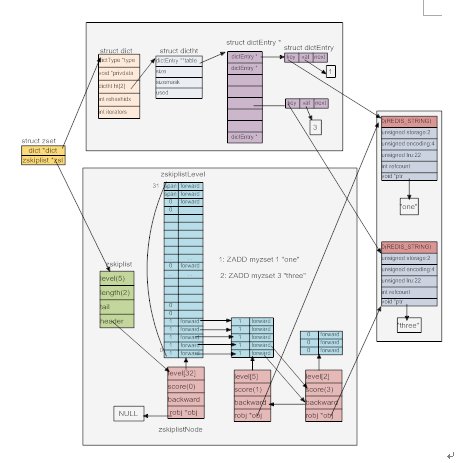 struct dict
struct dictht
struct dictEntry *
struct dictEntry
dictType *type
void *privdata
dictht ht[2]
int rehashidx
int iterators
dictEntry **table
size
sizemask
used
dictEntry *
dictEntry *
dictEntry *
key val next
1
key val next
3
struct zset
dict *dict
zskiplist *zsl
(REDIS_STRING)
unsigned storage:2
unsigned encoding:4
unsigned lru:22
int refcount
void *ptr
"one"
(REDIS_STRING)
unsigned storage:2
unsigned encoding:4
unsigned lru:22
int refcount
void *ptr
"three"
zskiplistLevel
31
span forward
span forward
0 forward
0
0 forward
0
0 forward
1 forward
1 forward
1 forward
1 forward
1: ZADD myzset 1 "one"
2: ZADD myzset 3 "three"
zskiplist
level(5)
length(2)
tail
header
1 forward
forward
forward
forward
0 forward
0 forward
0 forward
level[32]
score(0)
backward
robj *obj
level[5]
score(1)
backward
robj *obj
level[2]
score(3)
backward
robj *obj
NULL
zskiplistNode